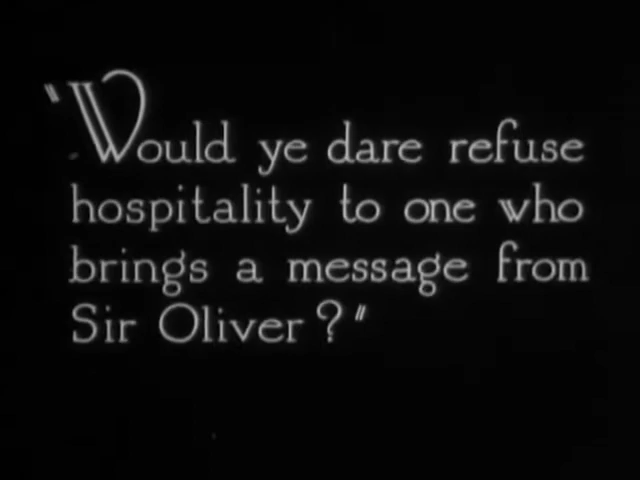 "Would ye dare refuse
hospitality to one who
brings a message from
Sir Oliver?"